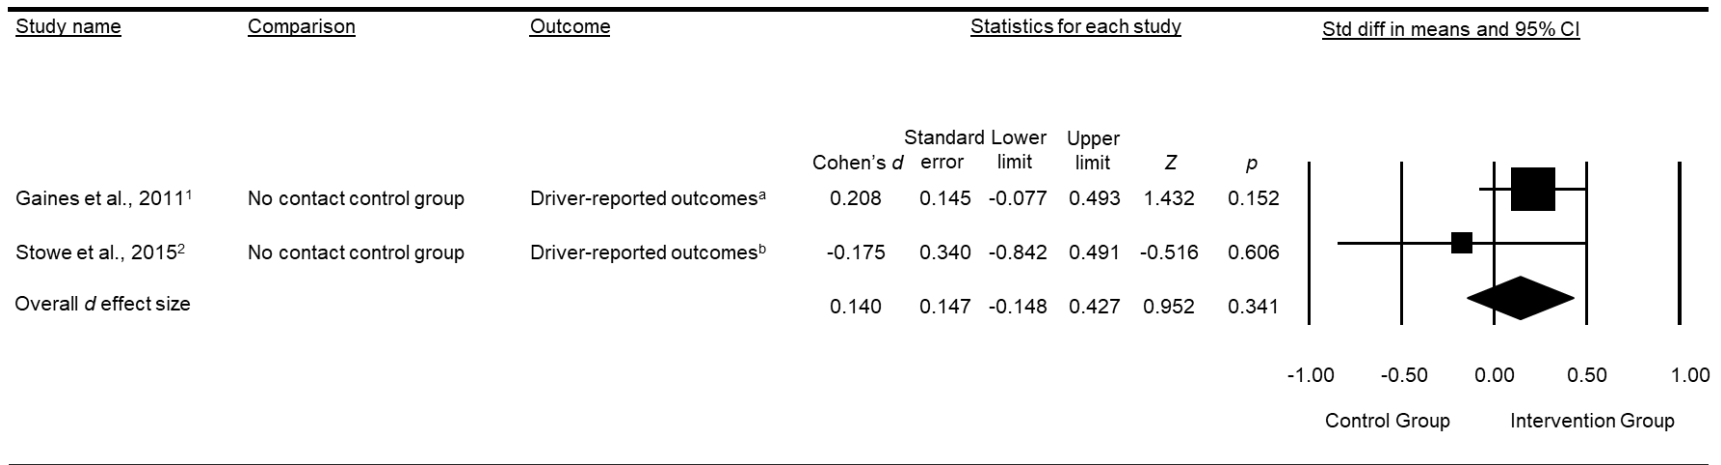 Study name Comparison Outcome Statistics for each study Std diff in means and 95% CI
Standard Lower Upper
Cohen's d error limit limit Z p
Gaines et al., 2011¹ No contact control group Driver-reported outcomesᵃ 0.208 0.145 -0.077 0.493 1.432 0.152
Stowe et al., 2015² No contact control group Driver-reported outcomesᵇ -0.175 0.340 -0.842 0.491 -0.516 0.606
Overall d effect size 0.140 0.147 -0.148 0.427 0.952 0.341
-1.00 -0.50 0.00 0.50 1.00
Control Group Intervention Group